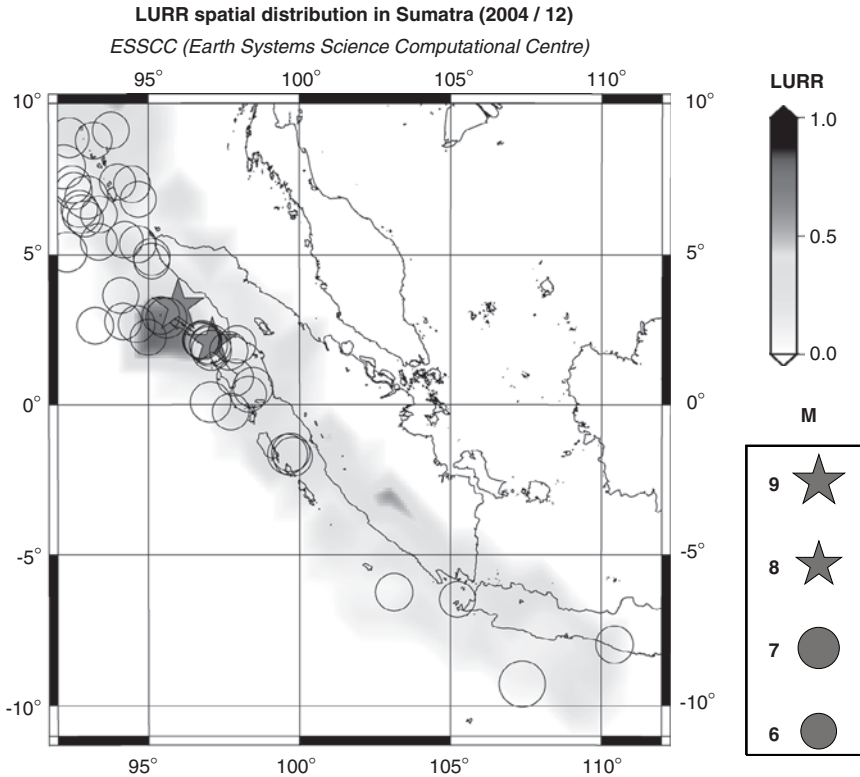 LURR spatial distribution in Sumatra (2004 / 12)
ESSCC (Earth Systems Science Computational Centre)
95° 100° 105° 110°
LURR
10° 10°
1.0
5° 5°
0.5
0.0
0° 0°
M
9
-5° -5°
8
7
-10° -10°
6
95° 100° 105° 110°